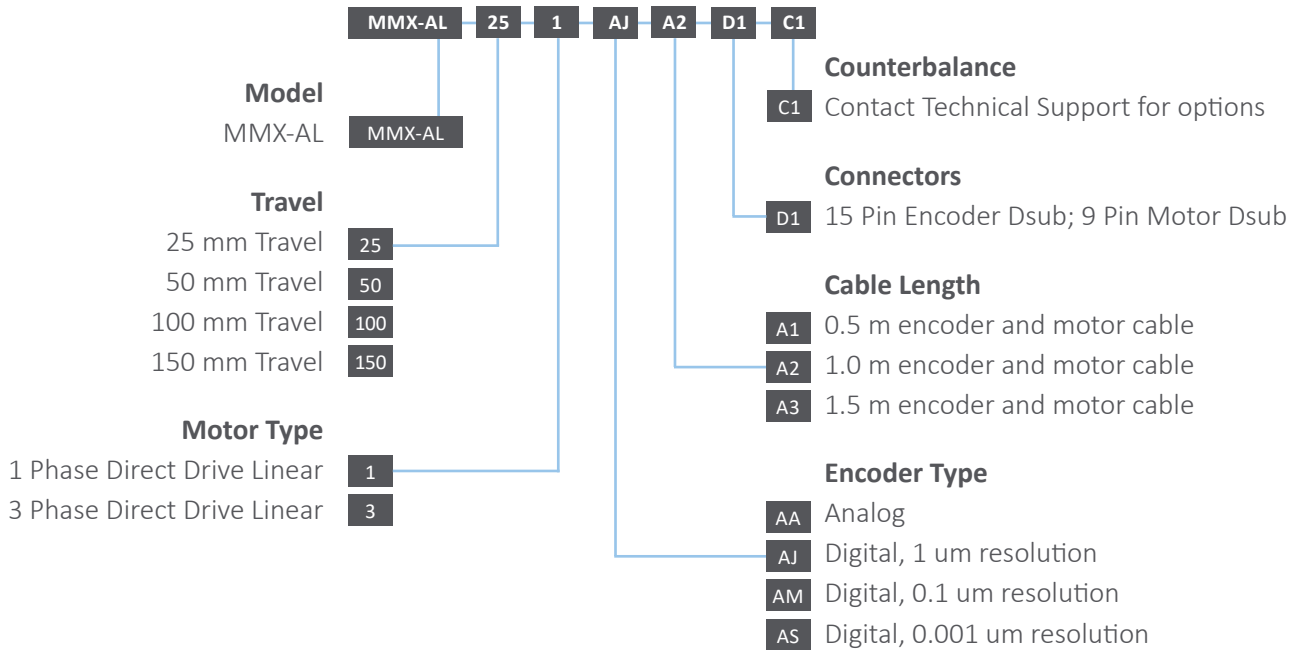 MMX-AL 25 1 AJ A2 D1 C1
Model
MMX-AL MMX-AL
Travel
25 mm Travel 25
50 mm Travel 50
100 mm Travel 100
150 mm Travel 150
Motor Type
1 Phase Direct Drive Linear 1
3 Phase Direct Drive Linear 3
Counterbalance
C1 Contact Technical Support for options
Connectors
D1 15 Pin Encoder Dsub; 9 Pin Motor Dsub
Cable Length
A1 0.5 m encoder and motor cable
A2 1.0 m encoder and motor cable
A3 1.5 m encoder and motor cable
Encoder Type
AA Analog
AJ Digital, 1 um resolution
AM Digital, 0.1 um resolution
AS Digital, 0.001 um resolution